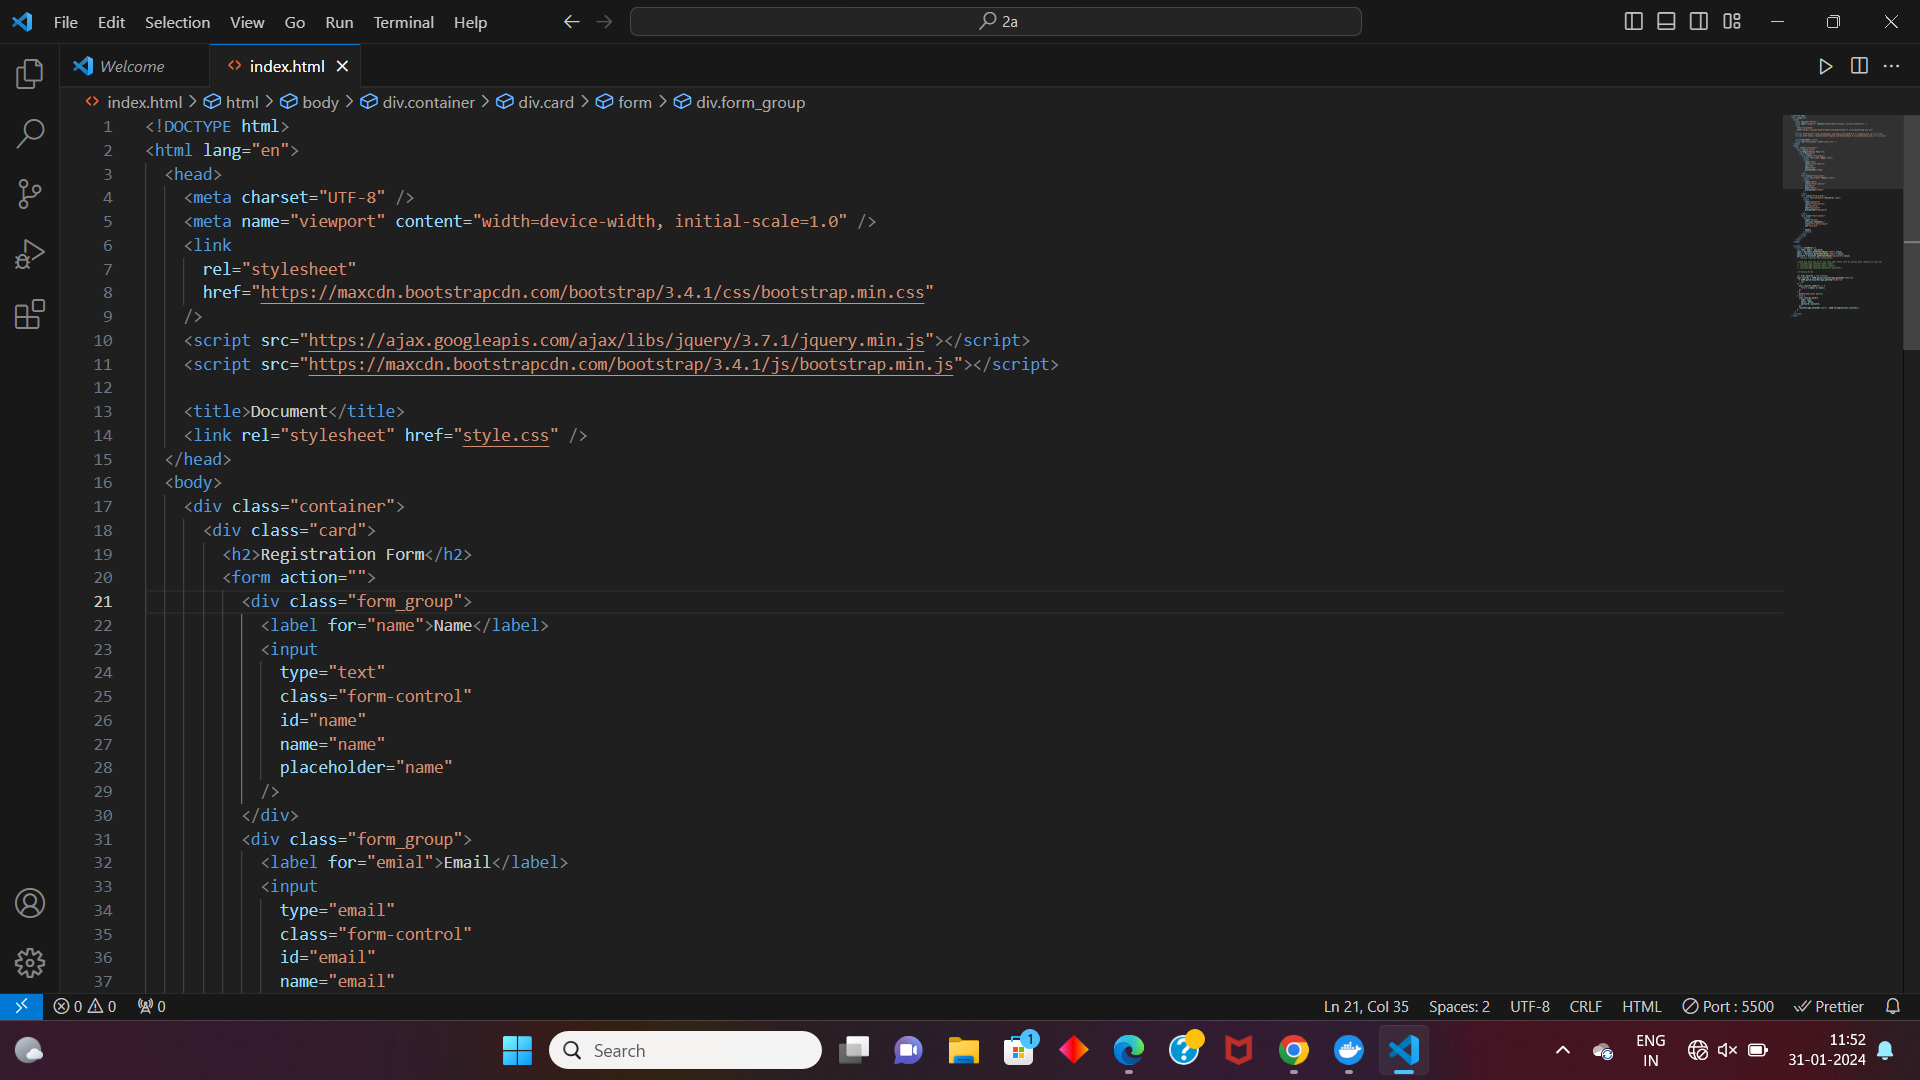 File Edit Selection View Go Run Terminal Help 2a
Welcome index.html
index.html > html > body > div.container > div.card > form > div.form_group
1 <!DOCTYPE html>
2 <html lang="en">
3 <head>
4 <meta charset="UTF-8" />
5 <meta name="viewport" content="width=device-width, initial-scale=1.0" />
6 <link
7 rel="stylesheet"
8 href="https://maxcdn.bootstrapcdn.com/bootstrap/3.4.1/css/bootstrap.min.css"
9 />
10 <script src="https://ajax.googleapis.com/ajax/libs/jquery/3.7.1/jquery.min.js"></script>
11 <script src="https://maxcdn.bootstrapcdn.com/bootstrap/3.4.1/js/bootstrap.min.js"></script>
12
13 <title>Document</title>
14 <link rel="stylesheet" href="style.css" />
15 </head>
16 <body>
17 <div class="container">
18 <div class="card">
19 <h2>Registration Form</h2>
20 <form action="">
21 <div class="form_group">
22 <label for="name">Name</label>
23 <input
24 type="text"
25 class="form-control"
26 id="name"
27 name="name"
28 placeholder="name"
29 />
30 </div>
31 <div class="form_group">
32 <label for="emial">Email</label>
33 <input
34 type="email"
35 class="form-control"
36 id="email"
37 name="email"
0 0 0 Ln 21, Col 35 Spaces: 2 UTF-8 CRLF HTML Port : 5500 Prettier
Search 1 ENG IN 11:52 31-01-2024